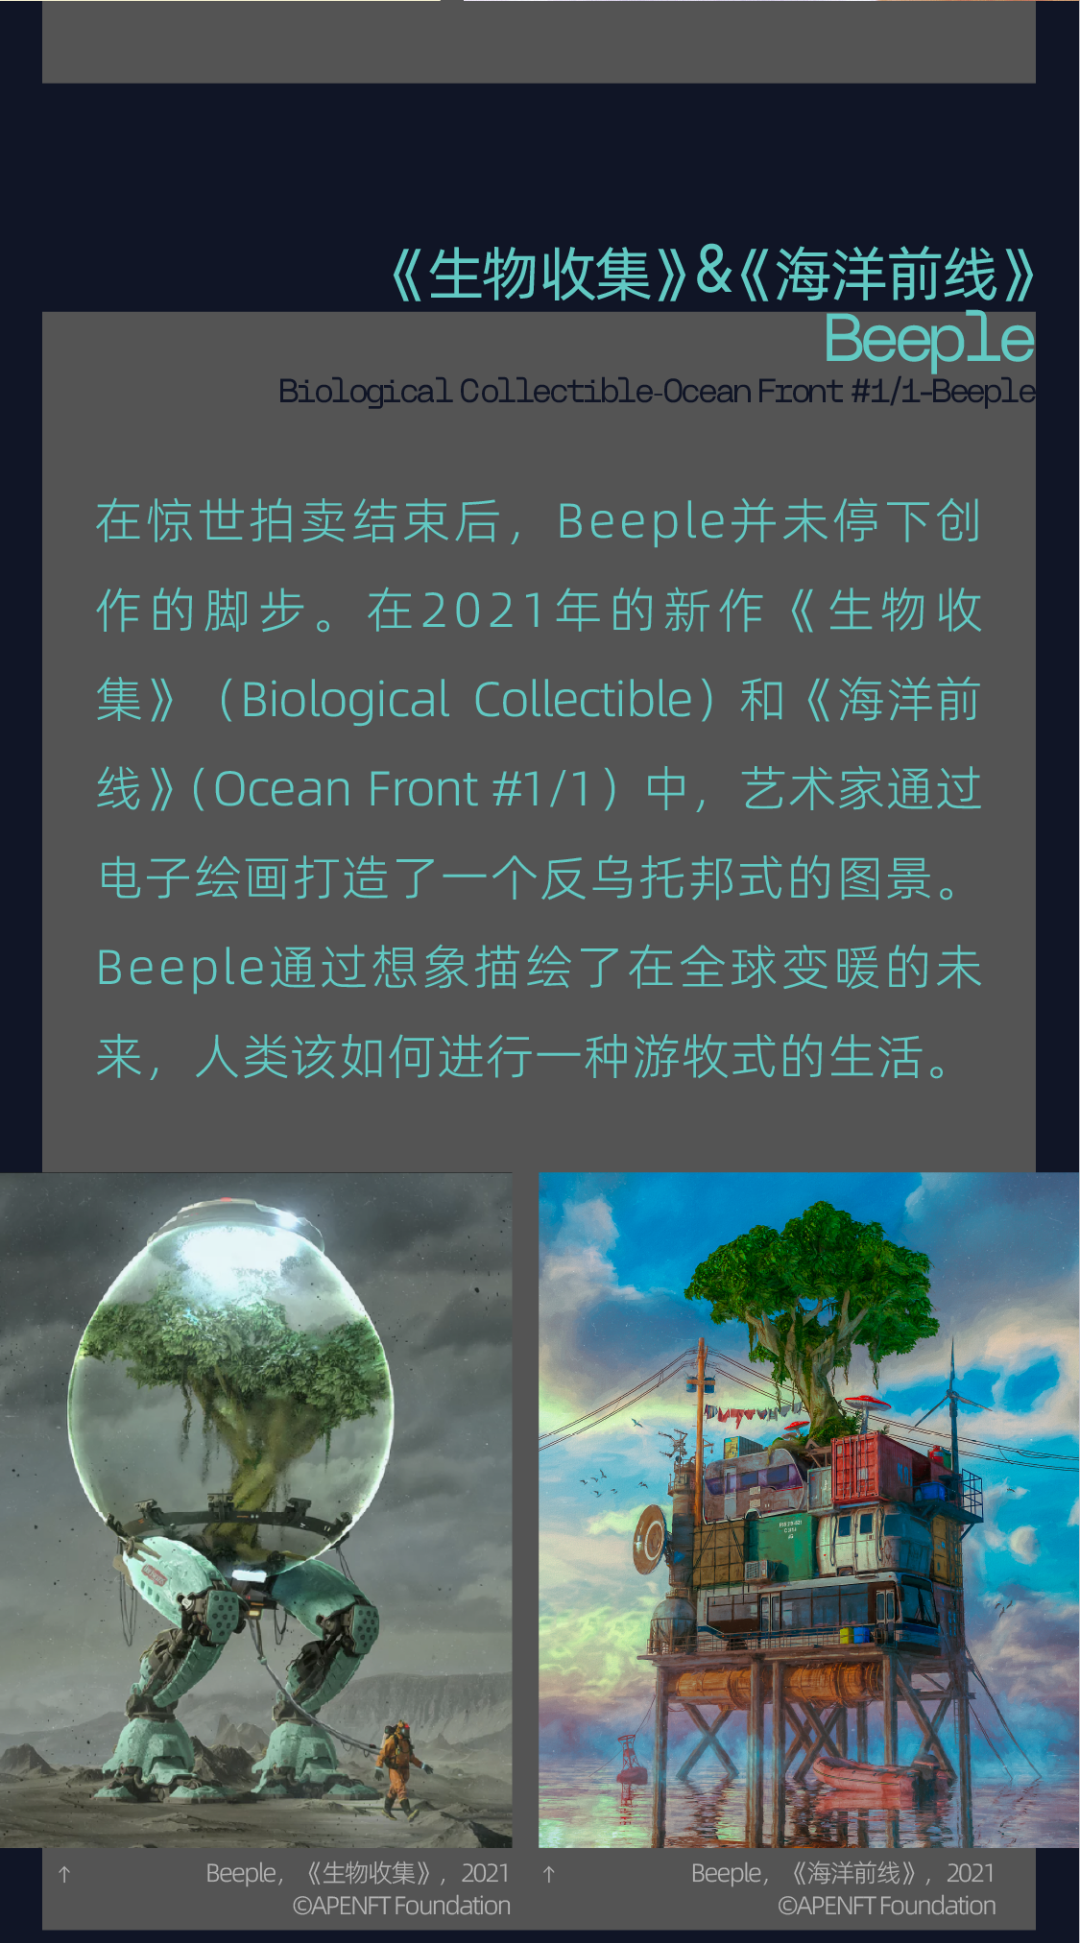 《生物收集》&《海洋前线》
Beeple
Biological Collectible-Ocean Front #1/1-Beeple
在惊世拍卖结束后，Beeple并未停下创
作的脚步。在2021年的新作《生物收
集》（Biological Collectible）和《海洋前
线》（Ocean Front #1/1）中，艺术家通过
电子绘画打造了一个反乌托邦式的图景。
Beeple通过想象描绘了在全球变暖的未
来，人类该如何进行一种游牧式的生活。
↑ Beeple，《生物收集》，2021
©APENFT Foundation
↑ Beeple，《海洋前线》，2021
©APENFT Foundation